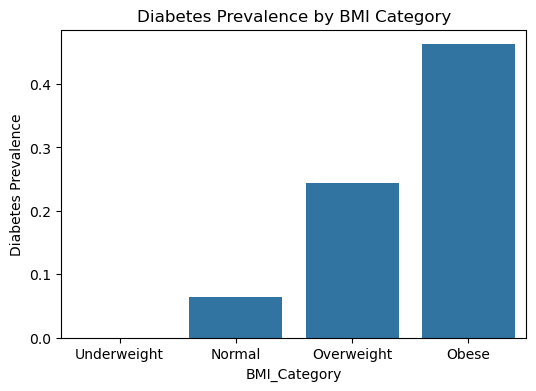 Diabetes Prevalence by BMI Category
Diabetes Prevalence
0.4
0.3
0.2
0.1
0.0
Underweight
Normal
Overweight
Obese
BMI_Category